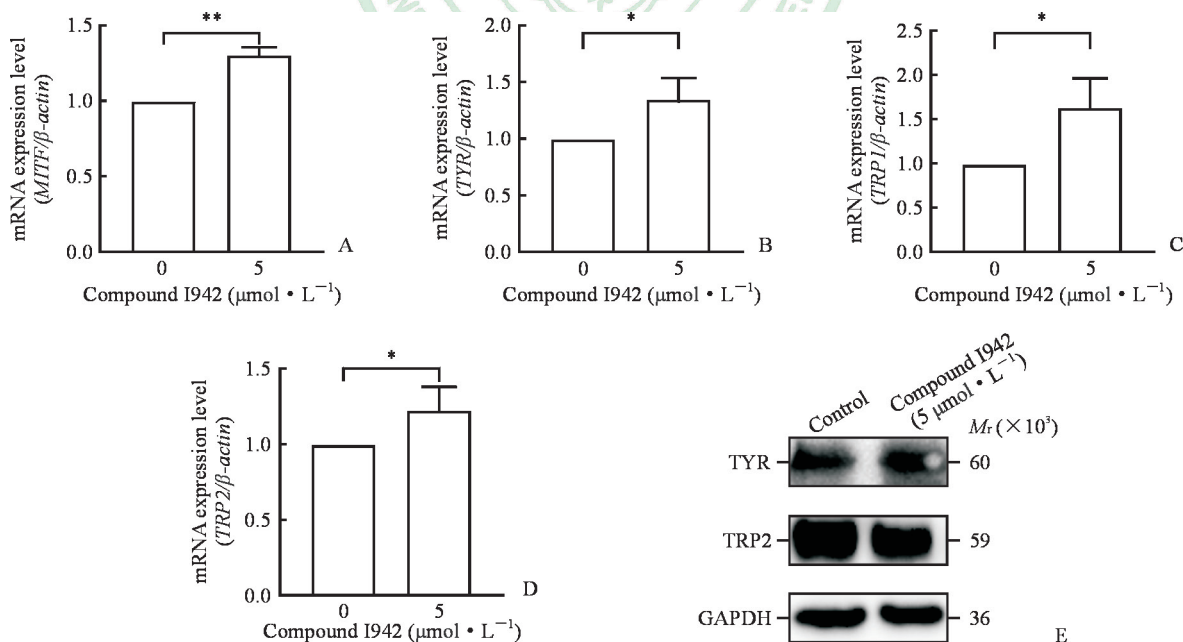 **
1.5
1.0
0.5
0.0
mRNA expression level
(MITF/β-actin)
0 5
Compound I942 (μmol · L⁻¹)
A
*
2.0
1.5
1.0
0.5
0.0
mRNA expression level
(TYR/β-actin)
0 5
Compound I942 (μmol · L⁻¹)
B
*
2.5
2.0
1.5
1.0
0.5
0.0
mRNA expression level
(TRP1/β-actin)
0 5
Compound I942 (μmol · L⁻¹)
C
*
1.5
1.0
0.5
0.0
mRNA expression level
(TRP2/β-actin)
0 5
Compound I942 (μmol · L⁻¹)
D
Control
Compound I942
(5 μmol · L⁻¹)
Mr (×10³)
TYR 60
TRP2 59
GAPDH 36
E